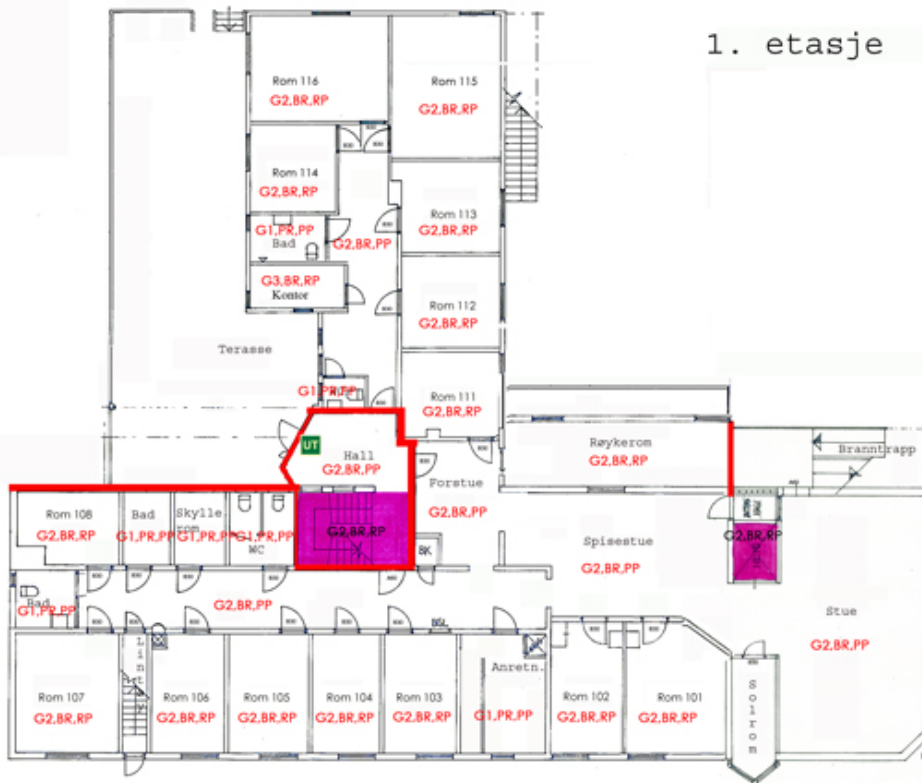 1. etasje
Rom 116
G2,BR,RP
Rom 115
G2,BR,RP
Rom 114
G2,BR,RP
G1,PR,PP
Bad
G2,BR,PP
Rom 113
G2,BR,RP
G3,BR,RP
Kontor
Rom 112
G2,BR,RP
Terasse
G1,PR,PP
Rom 111
G2,BR,RP
UT
Hall
G2,BR,PP
Forstue
G2,BR,PP
Røykerom
G2,BR,RP
Branntrapp
Rom 108
G2,BR,RP
Bad
G1,PR,PP
Skylle
rom
G1,PR,PP
G1,PR,PP
WC
G2,BR,RP
BK
Spisestue
G2,BR,PP
G2,BR,RP
Bad
G1,PR,PP
G2,BR,PP
Stue
G2,BR,PP
Rom 107
G2,BR,RP
Rom 106
G2,BR,RP
Rom 105
G2,BR,RP
Rom 104
G2,BR,RP
Rom 103
G2,BR,RP
Anretn.
G1,PR,PP
Rom 102
G2,BR,RP
Rom 101
G2,BR,RP
Solrom